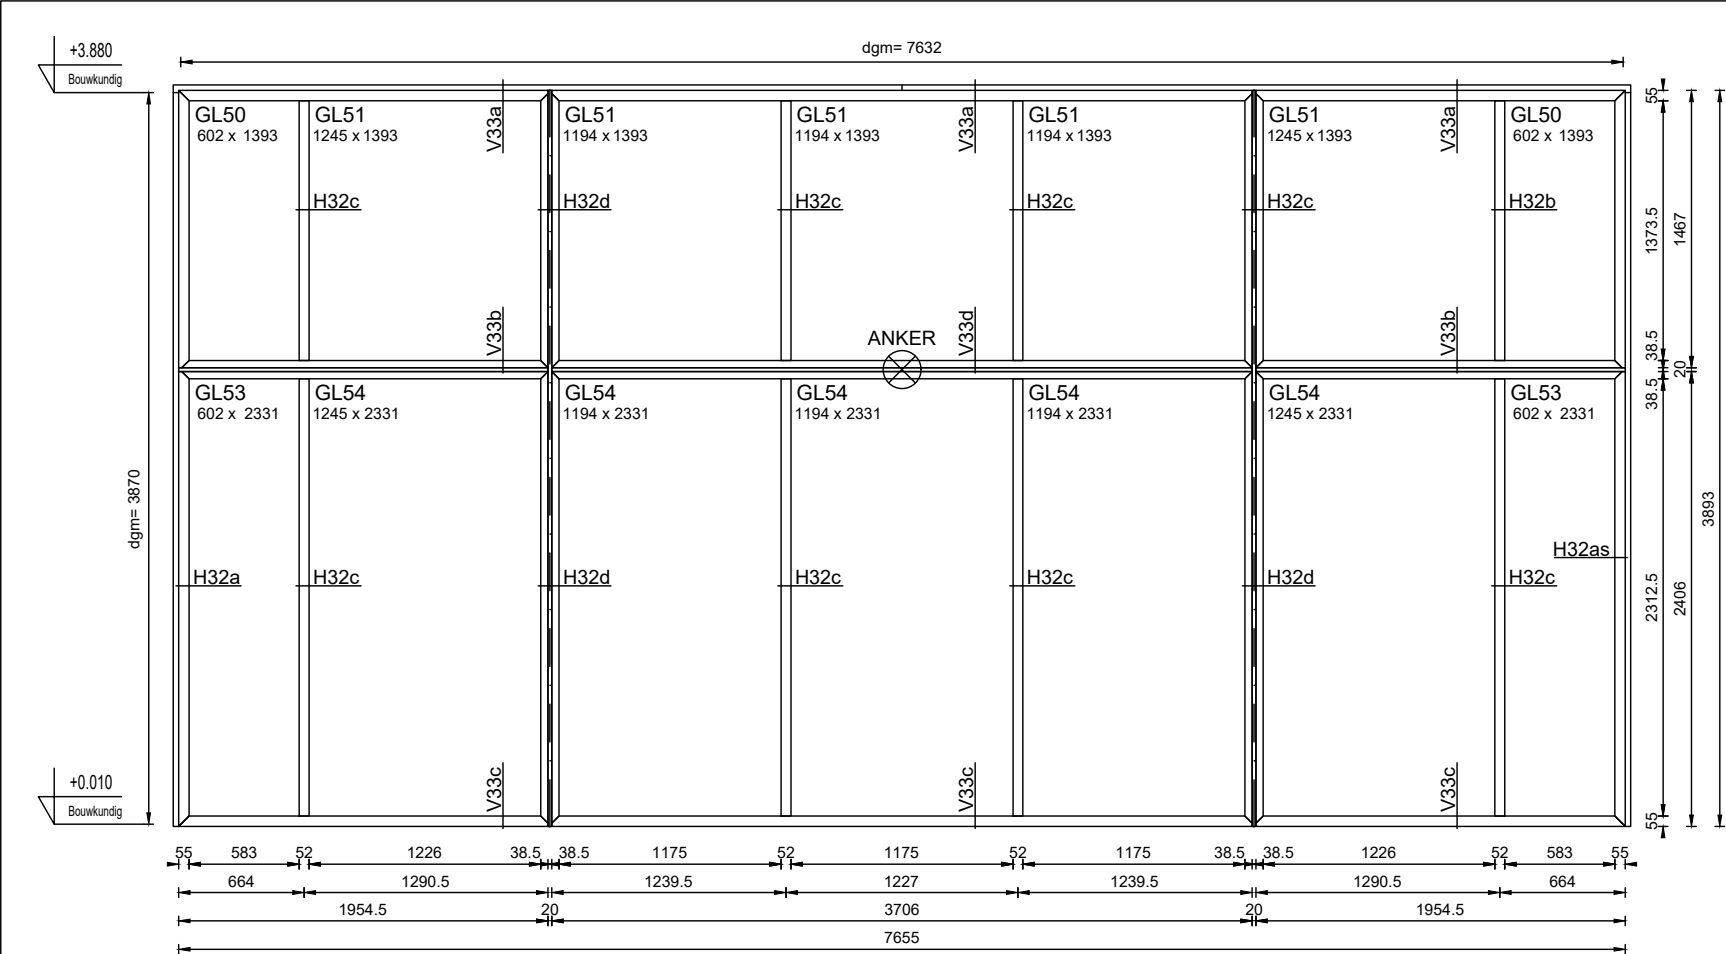 +3.880
Bouwkundig
dgm= 7632
GL50
602 x 1393
GL51
1245 x 1393
V33a
GL51
1194 x 1393
GL51
1194 x 1393
V33a
GL51
1194 x 1393
GL51
1245 x 1393
V33a
GL50
602 x 1393
55
H32c
H32d
H32c
H32c
H32c
H32b
1373.5
1467
V33b
ANKER
V33d
V33b
38.5
20
38.5
GL53
602 x 2331
GL54
1245 x 2331
GL54
1194 x 2331
GL54
1194 x 2331
GL54
1194 x 2331
GL54
1245 x 2331
GL53
602 x 2331
dgm= 3870
3893
H32as
H32a
H32c
H32d
H32c
H32c
H32d
H32c
2312.5
2406
+0.010
Bouwkundig
V33c
V33c
V33c
55
55 583 52 1226 38.5 38.5 1175 52 1175 52 1175 38.5 38.5 1226 52 583 55
664 1290.5 1239.5 1227 1239.5 1290.5 664
1954.5 20 3706 20 1954.5
7655